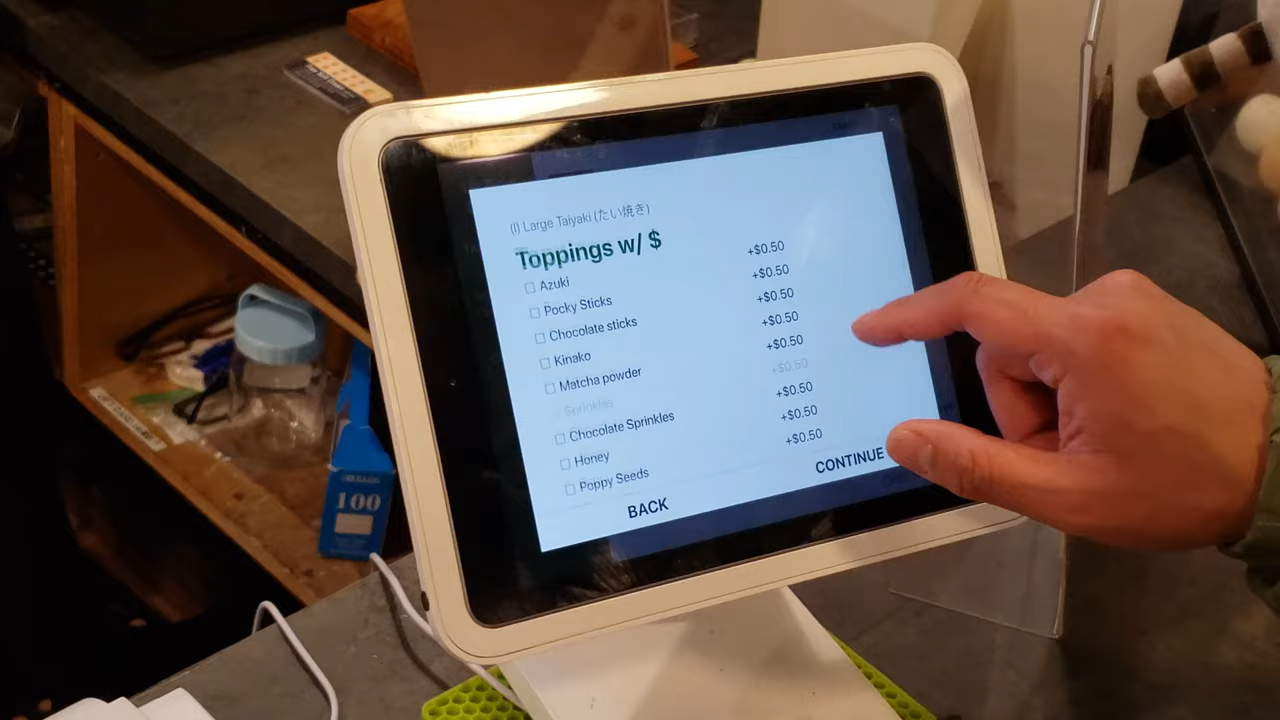 (l) Large Taiyaki (たい焼き)
Toppings w/ $
Azuki +$0.50
Pocky Sticks +$0.50
Chocolate sticks +$0.50
Kinako +$0.50
Matcha powder +$0.50
Sprinkles +$0.50
Chocolate Sprinkles +$0.50
Honey +$0.50
Poppy Seeds +$0.50
BACK
CONTINUE
100